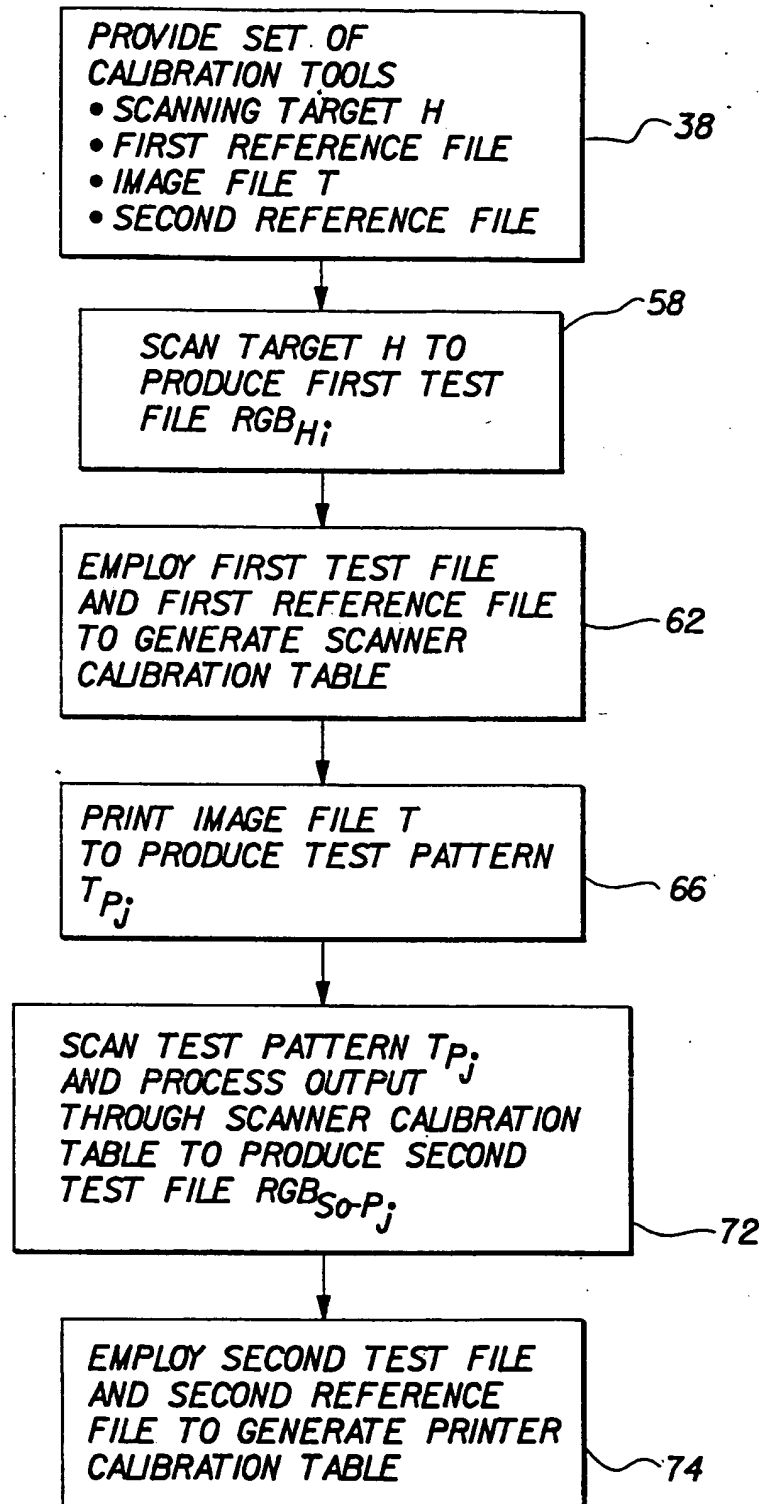 PROVIDE SET OF
CALIBRATION TOOLS
• SCANNING TARGET H
• FIRST REFERENCE FILE
• IMAGE FILE T
• SECOND REFERENCE FILE
38
58
SCAN TARGET H TO
PRODUCE FIRST TEST
FILE RGB_Hi
EMPLOY FIRST TEST FILE
AND FIRST REFERENCE FILE
TO GENERATE SCANNER
CALIBRATION TABLE
62
PRINT IMAGE FILE T
TO PRODUCE TEST PATTERN
T_Pj
66
SCAN TEST PATTERN T_Pj
AND PROCESS OUTPUT
THROUGH SCANNER CALIBRATION
TABLE TO PRODUCE SECOND
TEST FILE RGB_So-Pj
72
EMPLOY SECOND TEST FILE
AND SECOND REFERENCE
FILE TO GENERATE PRINTER
CALIBRATION TABLE
74